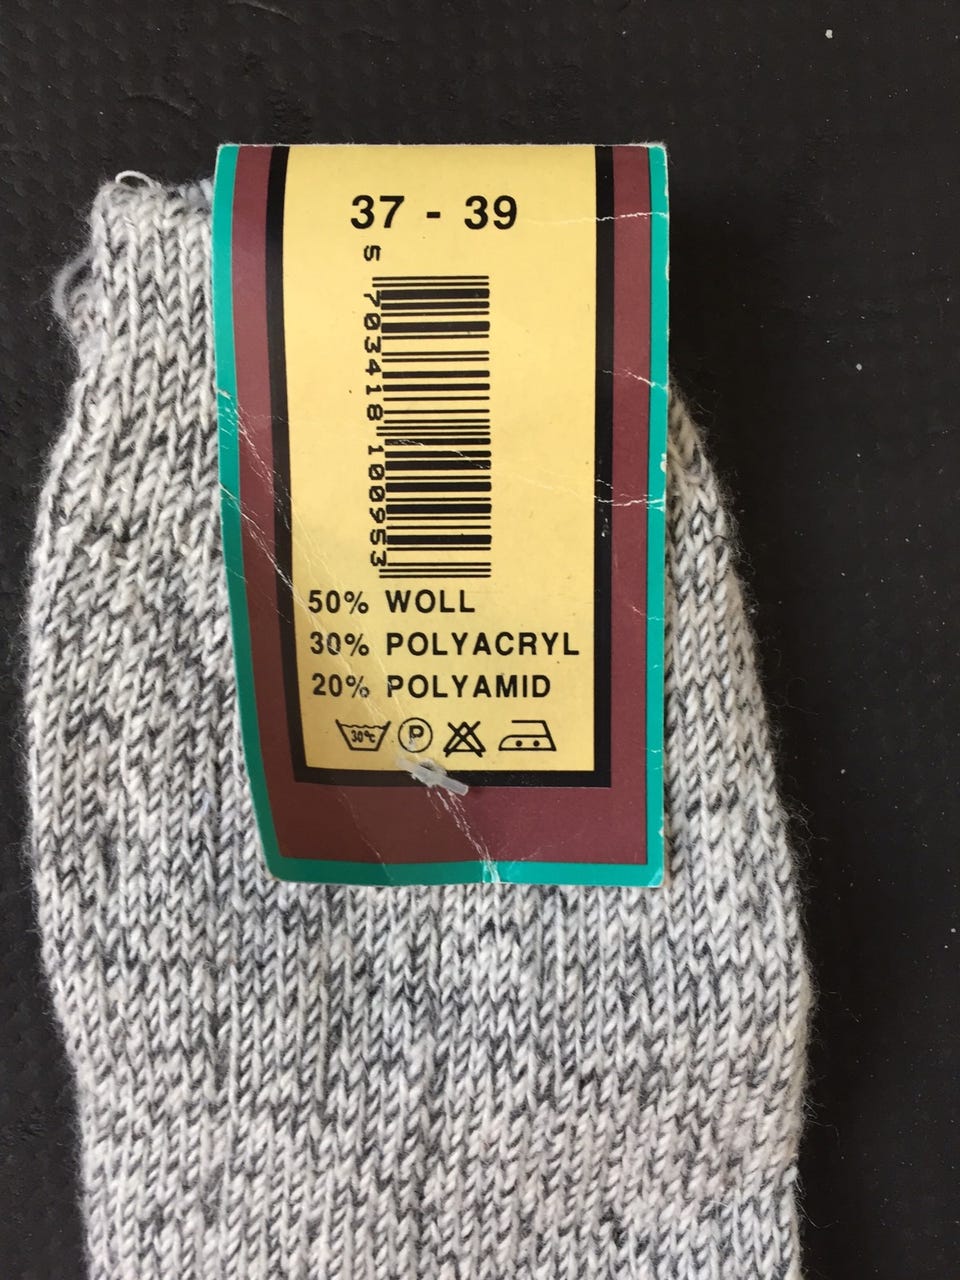 37 - 39
5 703418 100953
50% WOLL
30% POLYACRYL
20% POLYAMID
30°C P